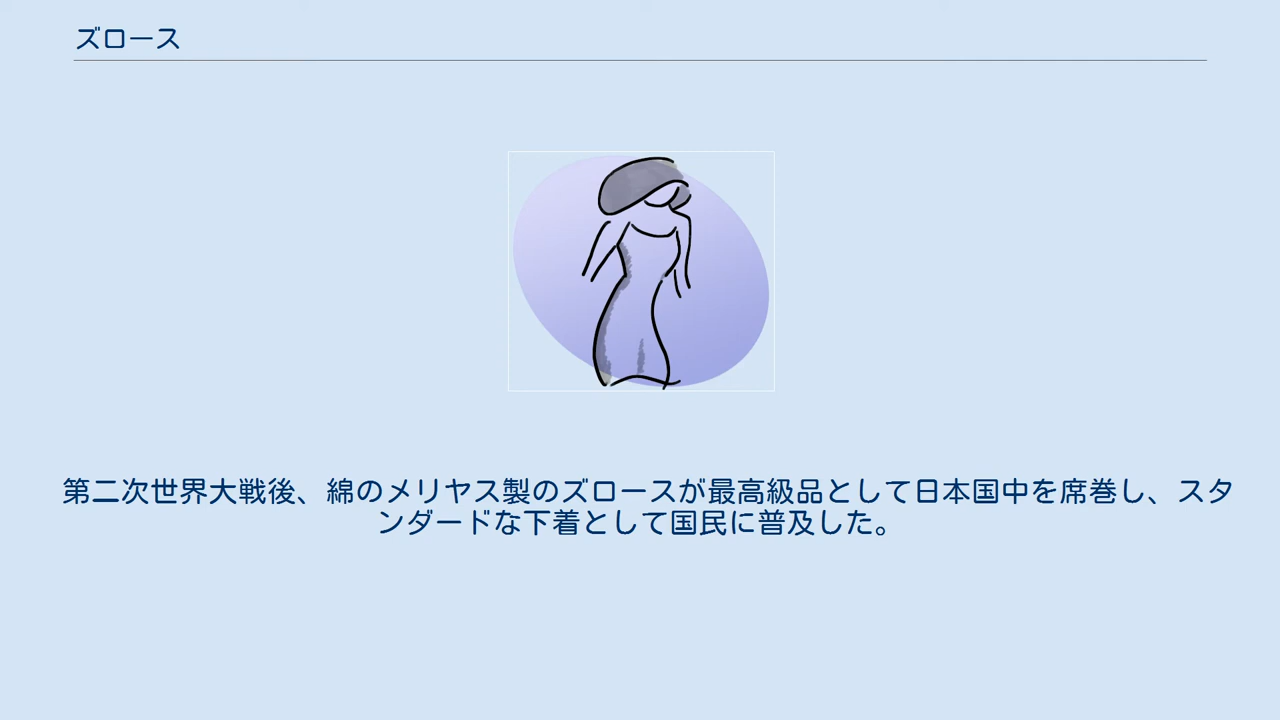 ズロース
第二次世界大戦後、綿のメリヤス製のズロースが最高級品として日本国中を席巻し、スタ
ンダードな下着として国民に普及した。